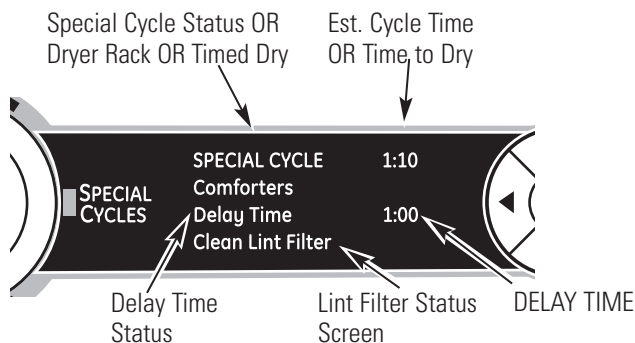 Special Cycle Status OR
Dryer Rack OR Timed Dry
Est. Cycle Time
OR Time to Dry
SPECIAL
CYCLES
SPECIAL CYCLE 1:10
Comforters
Delay Time 1:00
Clean Lint Filter
Delay Time
Status
Lint Filter Status
Screen
DELAY TIME